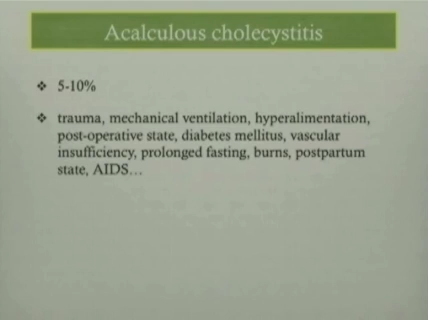 Acalculous cholecystitis
❖ 5-10%
❖ trauma, mechanical ventilation, hyperalimentation,
post-operative state, diabetes mellitus, vascular
insufficiency, prolonged fasting, burns, postpartum
state, AIDS…